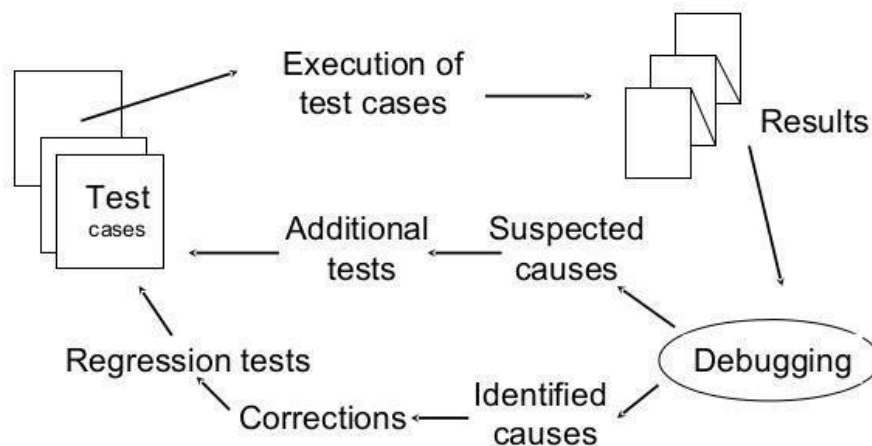 Execution of
test cases
Results
Test
cases
Additional
tests
Suspected
causes
Debugging
Regression tests
Identified
causes
Corrections